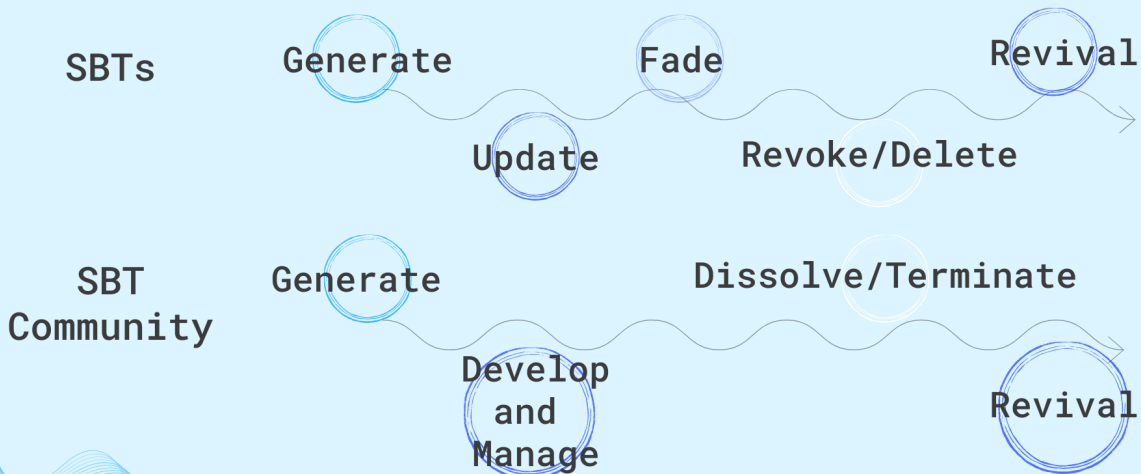 SBTs
Generate
Fade
Revival
Update
Revoke/Delete
SBT
Community
Generate
Dissolve/Terminate
Develop
and
Manage
Revival